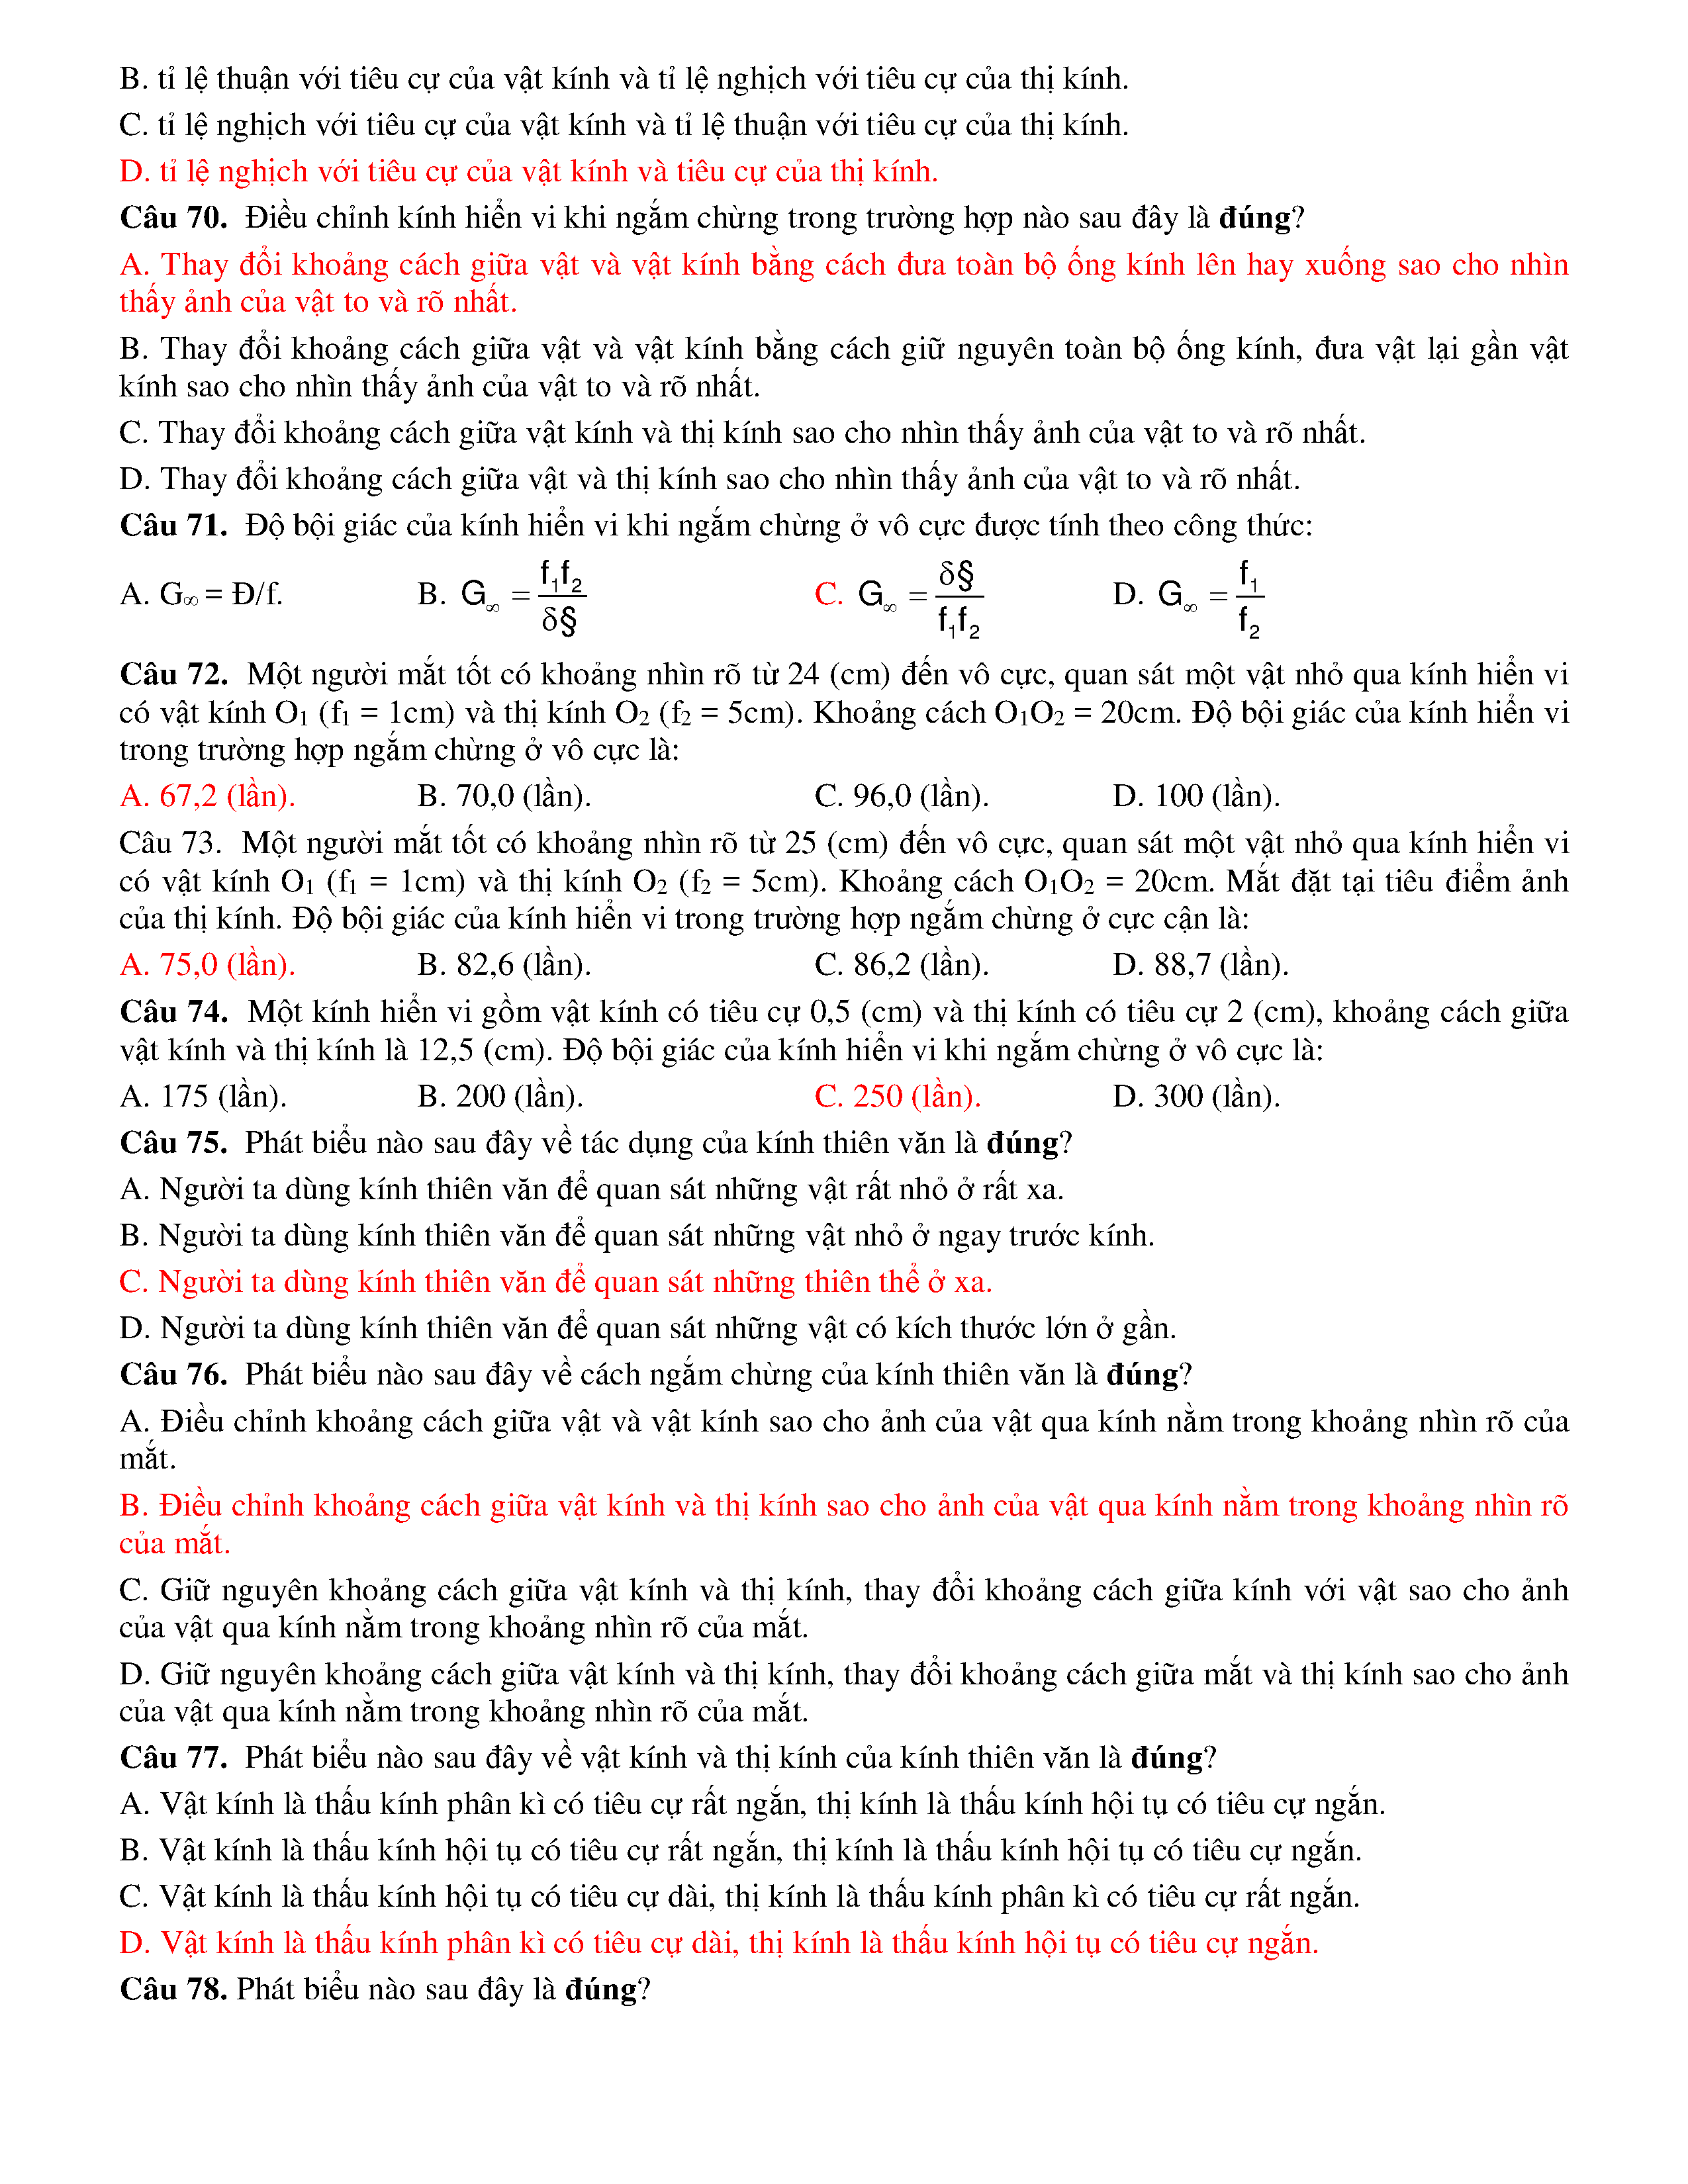 B. tỉ lệ thuận với tiêu cự của vật kính và tỉ lệ nghịch với tiêu cự của thị kính.
C. tỉ lệ nghịch với tiêu cự của vật kính và tỉ lệ thuận với tiêu cự của thị kính.
D. tỉ lệ nghịch với tiêu cự của vật kính và tiêu cự của thị kính.
Câu 70. Điều chỉnh kính hiển vi khi ngắm chừng trong trường hợp nào sau đây là đúng?
A. Thay đổi khoảng cách giữa vật và vật kính bằng cách đưa toàn bộ ống kính lên hay xuống sao cho nhìn
thấy ảnh của vật to và rõ nhất.
B. Thay đổi khoảng cách giữa vật và vật kính bằng cách giữ nguyên toàn bộ ống kính, đưa vật lại gần vật
kính sao cho nhìn thấy ảnh của vật to và rõ nhất.
C. Thay đổi khoảng cách giữa vật kính và thị kính sao cho nhìn thấy ảnh của vật to và rõ nhất.
D. Thay đổi khoảng cách giữa vật và thị kính sao cho nhìn thấy ảnh của vật to và rõ nhất.
Câu 71. Độ bội giác của kính hiển vi khi ngắm chừng ở vô cực được tính theo công thức:
A. G∞ = Đ/f. B. G∞ = f₁f₂/δ§ C. G∞ = δ§/f₁f₂ D. G∞ = f₁/f₂
Câu 72. Một người mắt tốt có khoảng nhìn rõ từ 24 (cm) đến vô cực, quan sát một vật nhỏ qua kính hiển vi
có vật kính O₁ (f₁ = 1cm) và thị kính O₂ (f₂ = 5cm). Khoảng cách O₁O₂ = 20cm. Độ bội giác của kính hiển vi
trong trường hợp ngắm chừng ở vô cực là:
A. 67,2 (lần). B. 70,0 (lần). C. 96,0 (lần). D. 100 (lần).
Câu 73. Một người mắt tốt có khoảng nhìn rõ từ 25 (cm) đến vô cực, quan sát một vật nhỏ qua kính hiển vi
có vật kính O₁ (f₁ = 1cm) và thị kính O₂ (f₂ = 5cm). Khoảng cách O₁O₂ = 20cm. Mắt đặt tại tiêu điểm ảnh
của thị kính. Độ bội giác của kính hiển vi trong trường hợp ngắm chừng ở cực cận là:
A. 75,0 (lần). B. 82,6 (lần). C. 86,2 (lần). D. 88,7 (lần).
Câu 74. Một kính hiển vi gồm vật kính có tiêu cự 0,5 (cm) và thị kính có tiêu cự 2 (cm), khoảng cách giữa
vật kính và thị kính là 12,5 (cm). Độ bội giác của kính hiển vi khi ngắm chừng ở vô cực là:
A. 175 (lần). B. 200 (lần). C. 250 (lần). D. 300 (lần).
Câu 75. Phát biểu nào sau đây về tác dụng của kính thiên văn là đúng?
A. Người ta dùng kính thiên văn để quan sát những vật rất nhỏ ở rất xa.
B. Người ta dùng kính thiên văn để quan sát những vật nhỏ ở ngay trước kính.
C. Người ta dùng kính thiên văn để quan sát những thiên thể ở xa.
D. Người ta dùng kính thiên văn để quan sát những vật có kích thước lớn ở gần.
Câu 76. Phát biểu nào sau đây về cách ngắm chừng của kính thiên văn là đúng?
A. Điều chỉnh khoảng cách giữa vật và vật kính sao cho ảnh của vật qua kính nằm trong khoảng nhìn rõ của
mắt.
B. Điều chỉnh khoảng cách giữa vật kính và thị kính sao cho ảnh của vật qua kính nằm trong khoảng nhìn rõ
của mắt.
C. Giữ nguyên khoảng cách giữa vật kính và thị kính, thay đổi khoảng cách giữa kính với vật sao cho ảnh
của vật qua kính nằm trong khoảng nhìn rõ của mắt.
D. Giữ nguyên khoảng cách giữa vật kính và thị kính, thay đổi khoảng cách giữa mắt và thị kính sao cho ảnh
của vật qua kính nằm trong khoảng nhìn rõ của mắt.
Câu 77. Phát biểu nào sau đây về vật kính và thị kính của kính thiên văn là đúng?
A. Vật kính là thấu kính phân kì có tiêu cự rất ngắn, thị kính là thấu kính hội tụ có tiêu cự ngắn.
B. Vật kính là thấu kính hội tụ có tiêu cự rất ngắn, thị kính là thấu kính hội tụ có tiêu cự ngắn.
C. Vật kính là thấu kính hội tụ có tiêu cự dài, thị kính là thấu kính phân kì có tiêu cự rất ngắn.
D. Vật kính là thấu kính phân kì có tiêu cự dài, thị kính là thấu kính hội tụ có tiêu cự ngắn.
Câu 78. Phát biểu nào sau đây là đúng?